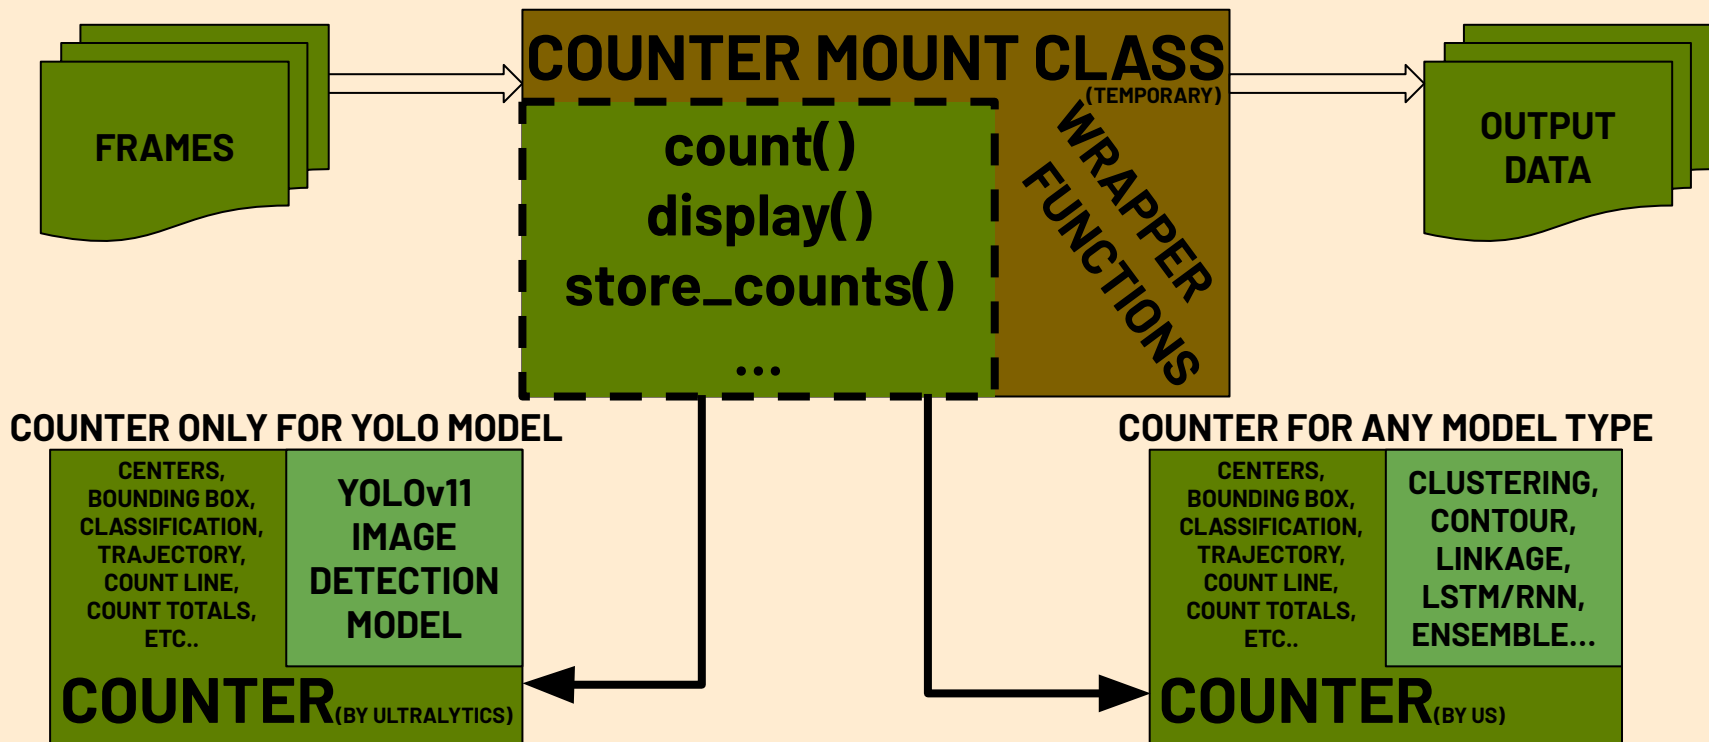 COUNTER MOUNT CLASS
(TEMPORARY)
FRAMES
count()
display()
store_counts()
...
WRAPPER
FUNCTIONS
OUTPUT
DATA
COUNTER ONLY FOR YOLO MODEL
CENTERS,
BOUNDING BOX,
CLASSIFICATION,
TRAJECTORY,
COUNT LINE,
COUNT TOTALS,
ETC..
YOLOv11
IMAGE
DETECTION
MODEL
COUNTER(BY ULTRALYTICS)
COUNTER FOR ANY MODEL TYPE
CENTERS,
BOUNDING BOX,
CLASSIFICATION,
TRAJECTORY,
COUNT LINE,
COUNT TOTALS,
ETC..
CLUSTERING,
CONTOUR,
LINKAGE,
LSTM/RNN,
ENSEMBLE...
COUNTER(BY US)